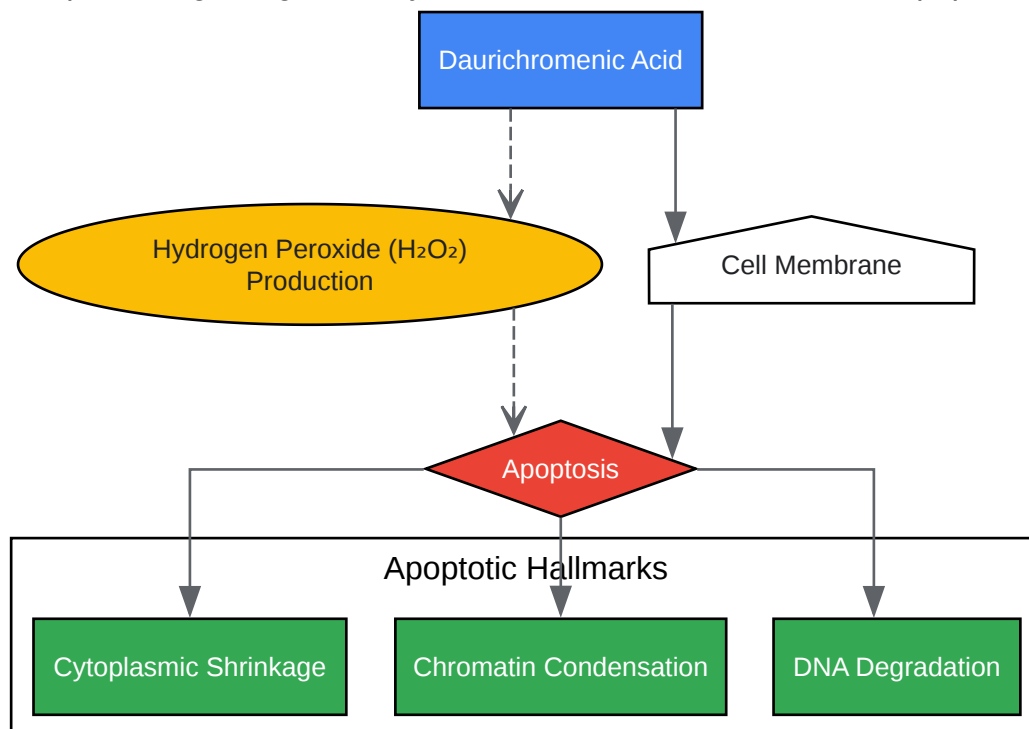 Daurichromenic Acid
Hydrogen Peroxide (H₂O₂)
Production
Cell Membrane
Apoptosis
Apoptotic Hallmarks
Cytoplasmic Shrinkage
Chromatin Condensation
DNA Degradation